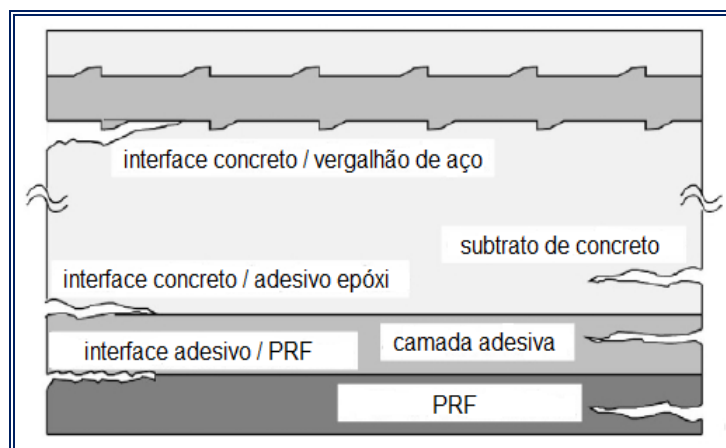 interface concreto / vergalhão de aço
subtrato de concreto
interface concreto / adesivo epóxi
camada adesiva
interface adesivo / PRF
PRF